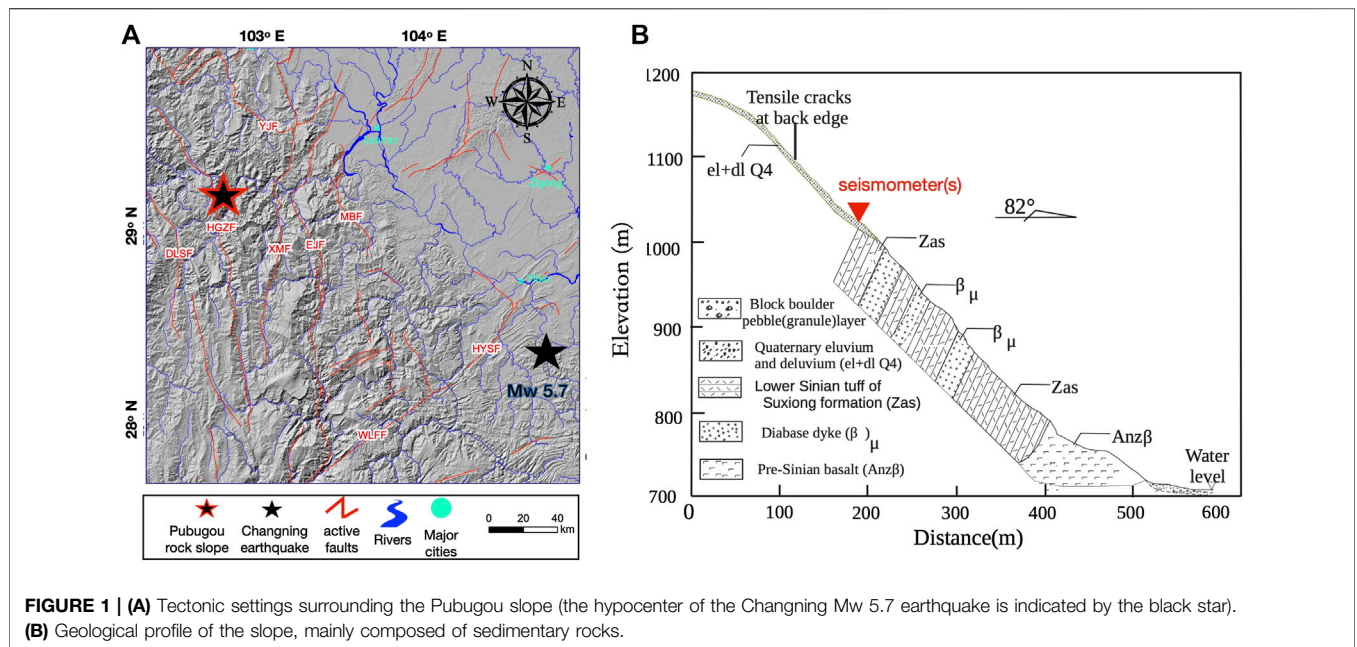 A
103° E
104° E
N
W
E
S
YJF
29° N
HGZF
MBF
DLSF
XMF
EJF
HYSF
Mw 5.7
28° N
WLFF
Pubugou
rock slope
Changning
earthquake
active
faults
Rivers
Major
cities
0 20 40
km
B
1200
Tensile cracks
at back edge
1100
el+dl Q4
seismometer(s)
82°
1000
Zas
Elevation (m)
β μ
Block boulder
pebble(granule)layer
900
β μ
Quaternary eluvium
and deluvium (el+dl Q4)
Zas
Lower Sinian tuff of
Suxiong formation (Zas)
800
Diabase dyke (β )μ
Anzβ
Pre-Sinian basalt (Anzβ)
Water
level
700
0 100 200 300 400 500 600
Distance(m)
FIGURE 1 | (A) Tectonic settings surrounding the Pubugou slope (the hypocenter of the Changning Mw 5.7 earthquake is indicated by the black star).
(B) Geological profile of the slope, mainly composed of sedimentary rocks.